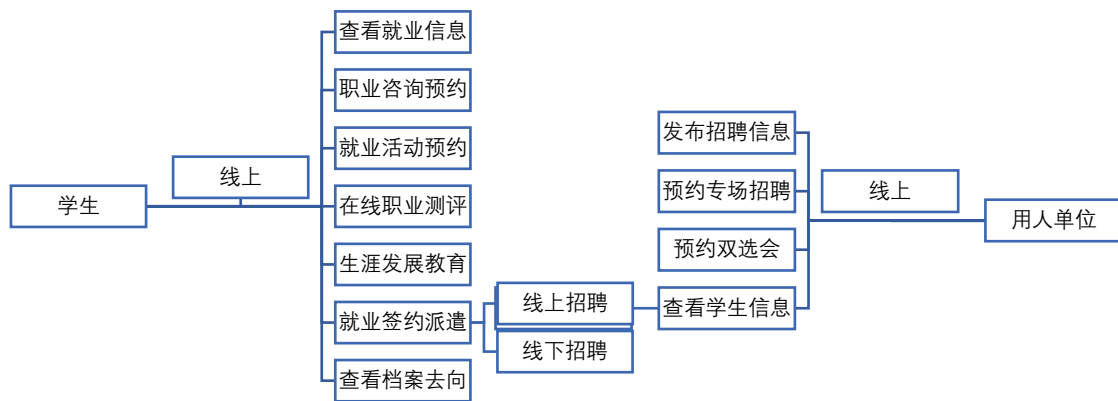 学生
线上
查看就业信息
职业咨询预约
就业活动预约
在线职业测评
生涯发展教育
就业签约派遣
查看档案去向
线上招聘
线下招聘
发布招聘信息
预约专场招聘
预约双选会
查看学生信息
线上
用人单位